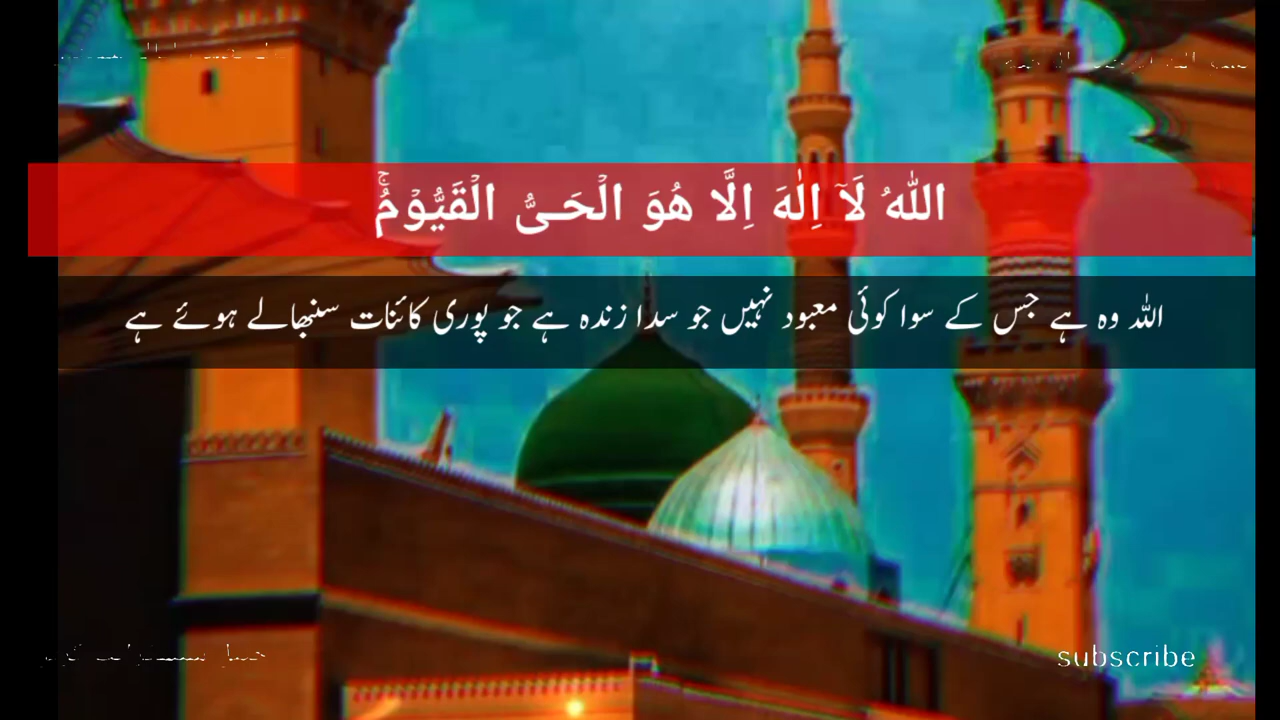 اللّٰهُ لَآ اِلٰهَ اِلَّا هُوَ الْحَـىُّ الْقَيُّوْمُ ۚ
اللہ وہ ہے جس کے سوا کوئی معبود نہیں جو سدا زندہ ہے جو پوری کائنات سنبھالے ہوئے ہے
subscribe